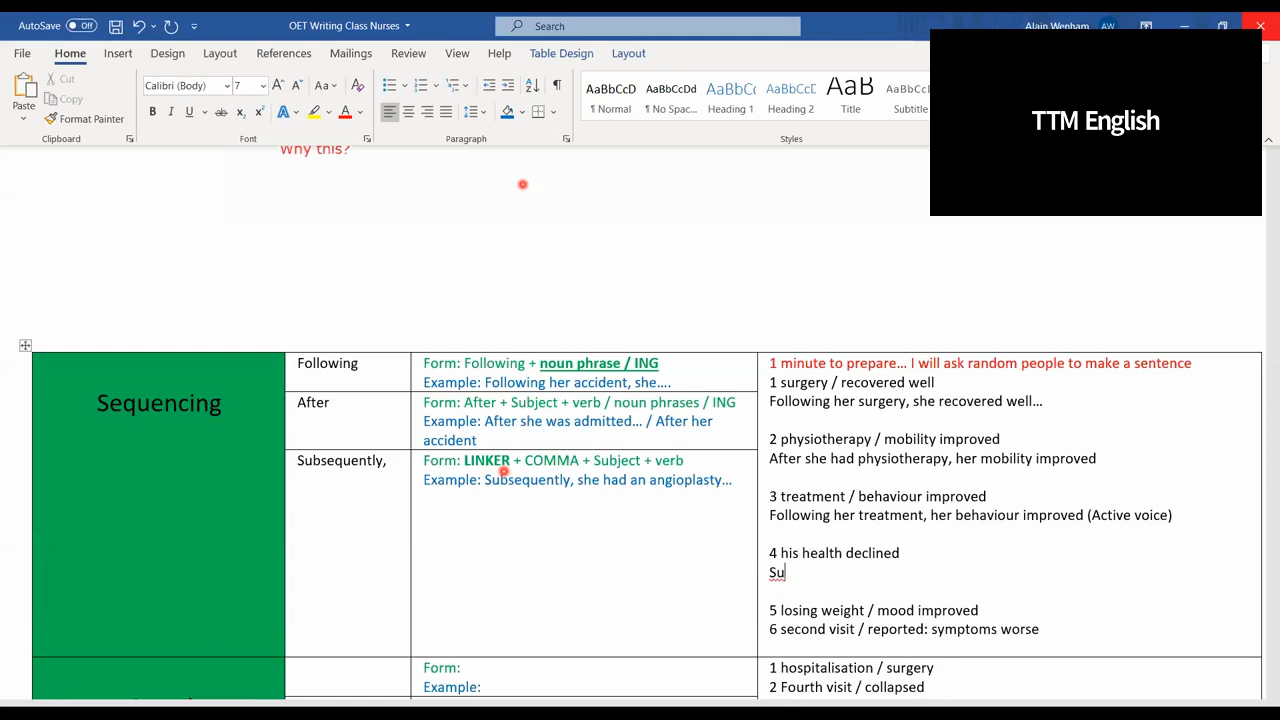 AutoSave Off OET Writing Class Nurses Search Alain Wenham AW
File Home Insert Design Layout References Mailings Review View Help Table Design Layout
TTM English
Paste Cut Copy Format Painter
Calibri (Body) 7
AaBbCcD Normal
AaBbCcDd No Spac...
AaBbCc Heading 1
AaBbCcD Heading 2
AaB Title
AaBbCcD Subtitle
Clipboard Font Paragraph Styles
Why this?
Sequencing
Following
Form: Following + noun phrase / ING
Example: Following her accident, she….
After
Form: After + Subject + verb / noun phrases / ING
Example: After she was admitted… / After her
accident
Subsequently,
Form: LINKER + COMMA + Subject + verb
Example: Subsequently, she had an angioplasty…
1 minute to prepare… I will ask random people to make a sentence
1 surgery / recovered well
Following her surgery, she recovered well…
2 physiotherapy / mobility improved
After she had physiotherapy, her mobility improved
3 treatment / behaviour improved
Following her treatment, her behaviour improved (Active voice)
4 his health declined
Su
5 losing weight / mood improved
6 second visit / reported: symptoms worse
Form:
Example:
1 hospitalisation / surgery
2 Fourth visit / collapsed